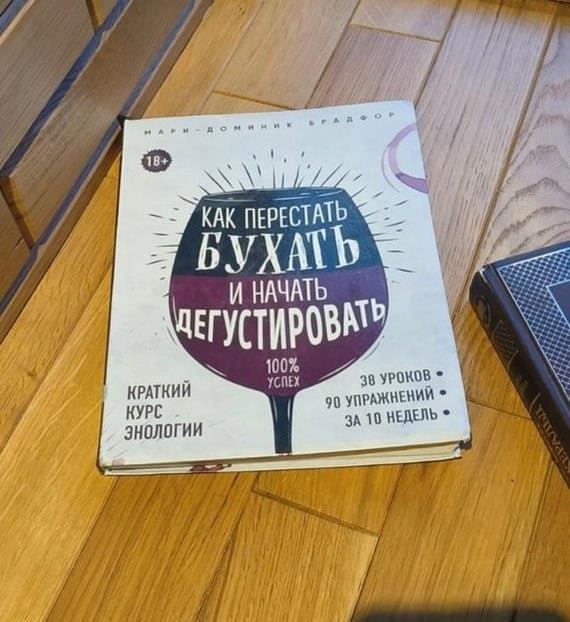 МАРИ-ДОМИНИК БРАДФОР
18+
КАК ПЕРЕСТАТЬ
БУХАТЬ
И НАЧАТЬ
ДЕГУСТИРОВАТЬ
100%
УСПЕХ
КРАТКИЙ
КУРС
ЭНОЛОГИИ
38 УРОКОВ •
90 УПРАЖНЕНИЙ •
ЗА 10 НЕДЕЛЬ •